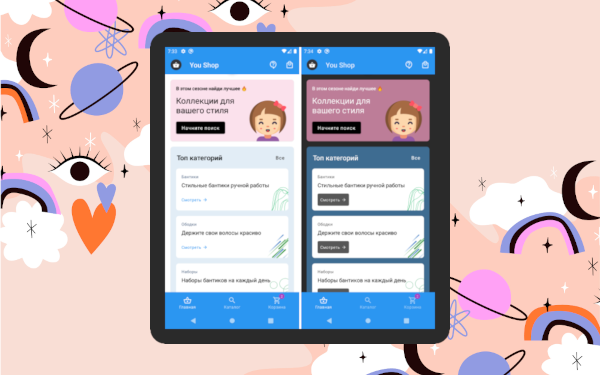 7:33
You Shop
В этом сезоне найди лучшее
Коллекции для
вашего стиля
Начните поиск
Топ категорий
Все
Бантики
Стильные бантики ручной работы
Смотреть →
Ободки
Держите свои волосы красиво
Смотреть →
Наборы
Наборы бантиков на каждый день
Главная
Каталог
Корзина
7:34
You Shop
В этом сезоне найди лучшее
Коллекции для
вашего стиля
Начните поиск
Топ категорий
Все
Бантики
Стильные бантики ручной работы
Смотреть →
Ободки
Держите свои волосы красиво
Смотреть →
Наборы
Наборы бантиков на каждый день
Главная
Каталог
Корзина